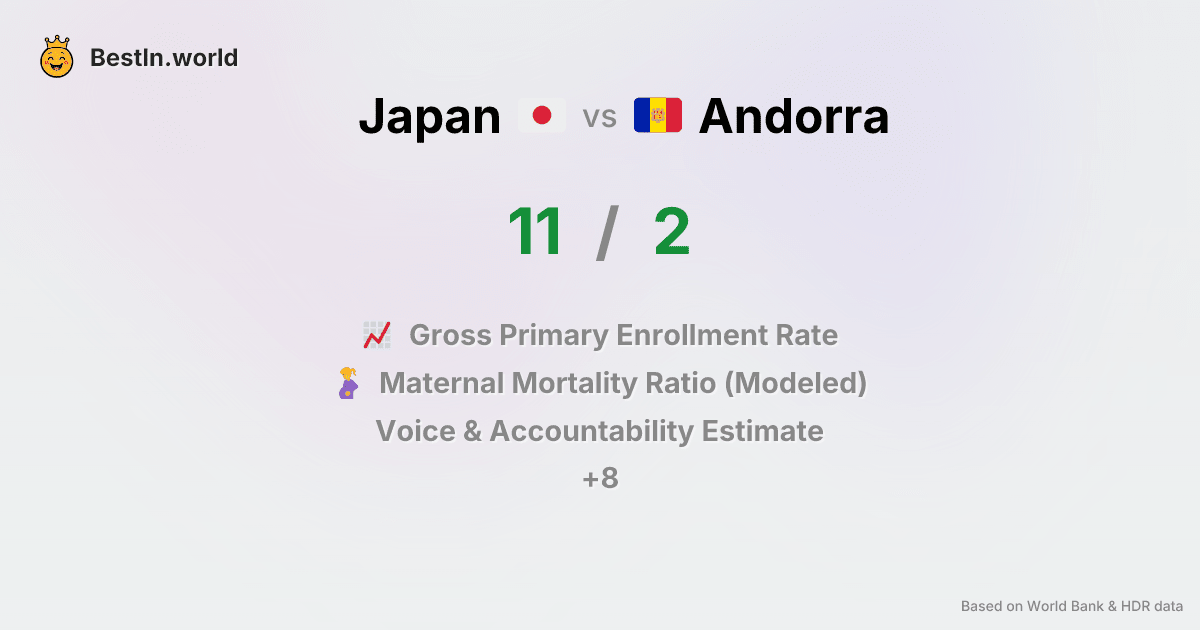 BestIn.world
Japan vs Andorra
11 / 2
Gross Primary Enrollment Rate
Maternal Mortality Ratio (Modeled)
Voice & Accountability Estimate
+8
Based on World Bank & HDR data